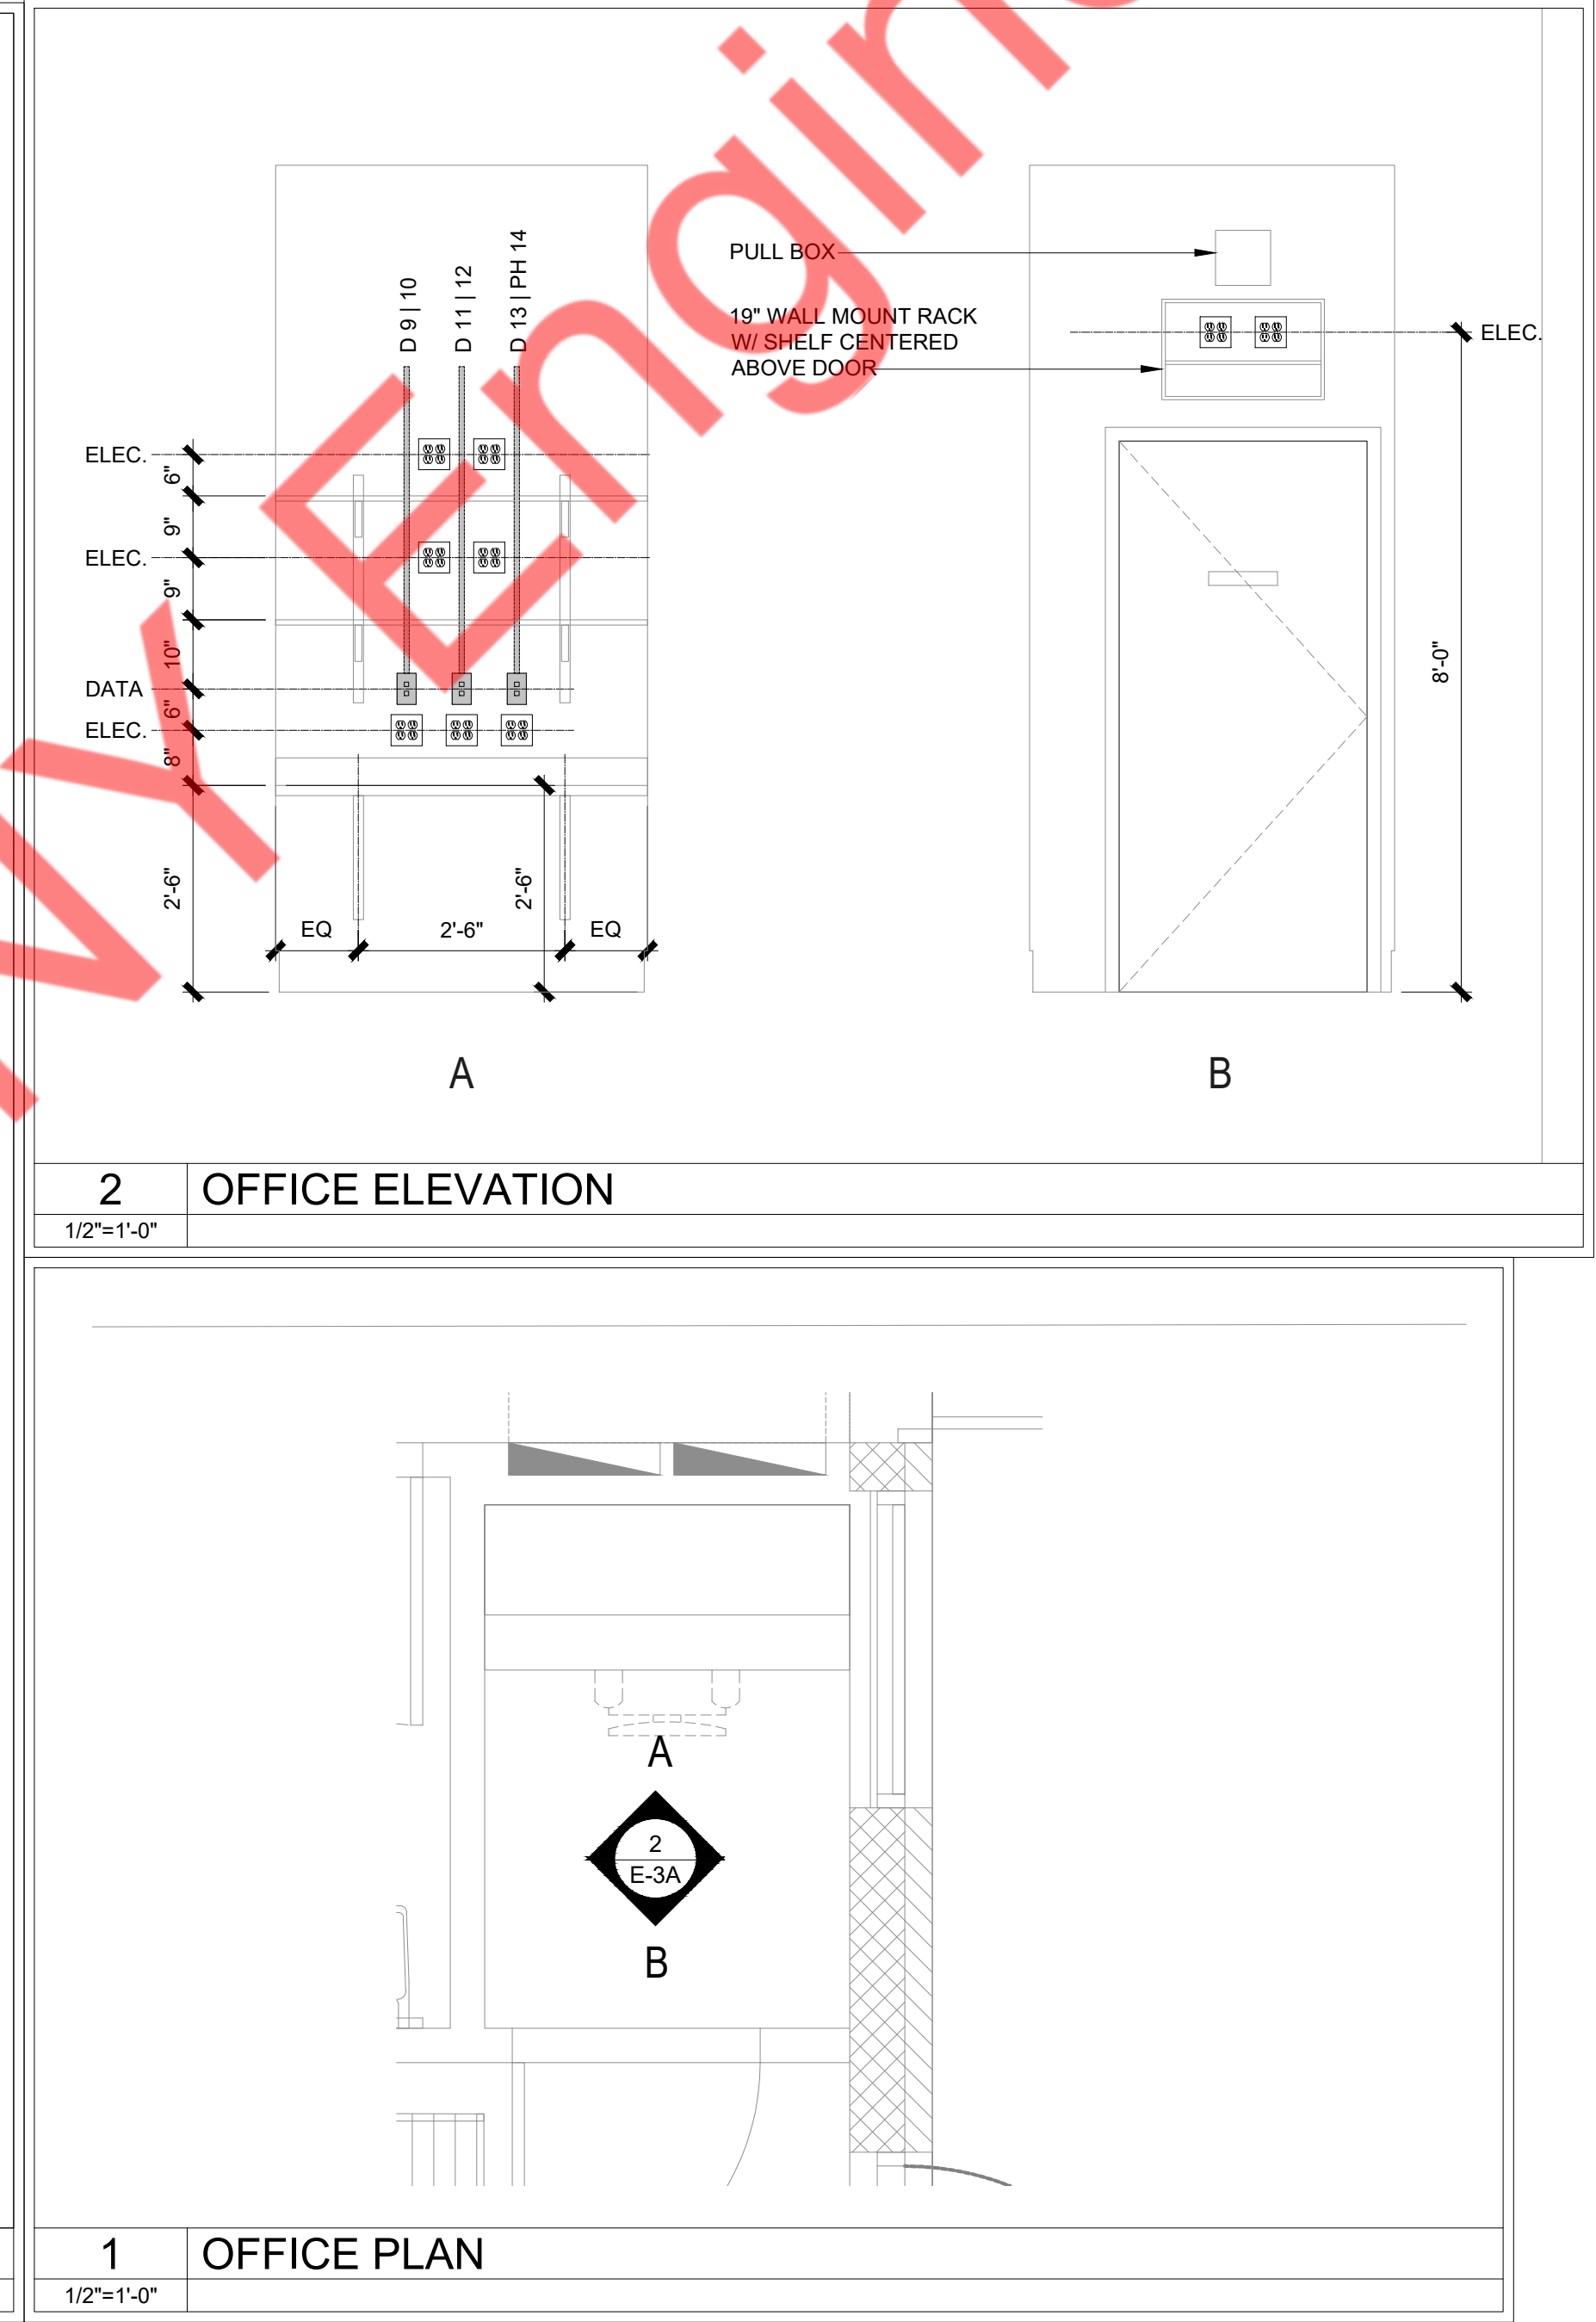 D 9 | 10
D 11 | 12
D 13 | PH 14
ELEC.
6"
9"
ELEC.
9"
10"
DATA
6"
ELEC.
8"
2'-6"
2'-6"
EQ
2'-6"
EQ
A
PULL BOX
19" WALL MOUNT RACK
W/ SHELF CENTERED
ABOVE DOOR
ELEC.
8'-0"
B
2 OFFICE ELEVATION
1/2"=1'-0"
A
2
E-3A
B
1 OFFICE PLAN
1/2"=1'-0"
Y Engin